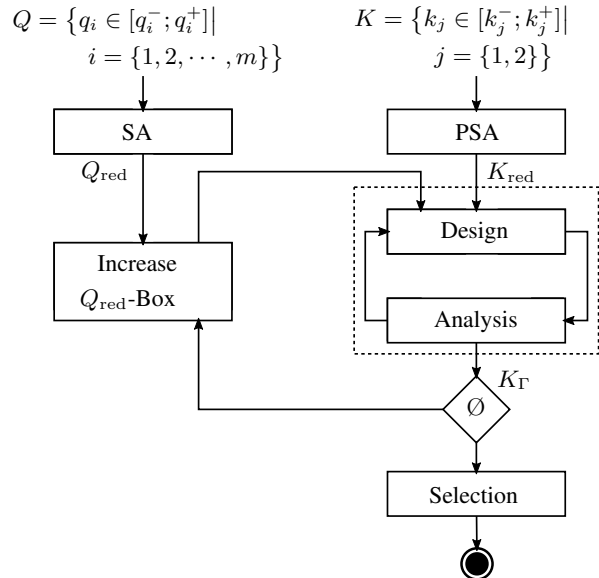 Q = {q_i ∈ [q_i^-; q_i^+]|
i = {1, 2, ⋯ , m}}
K = {k_j ∈ [k_j^-; k_j^+]|
j = {1, 2}}
SA
PSA
Q_red
K_red
Increase
Q_red-Box
Design
Analysis
K_Γ
Ø
Selection